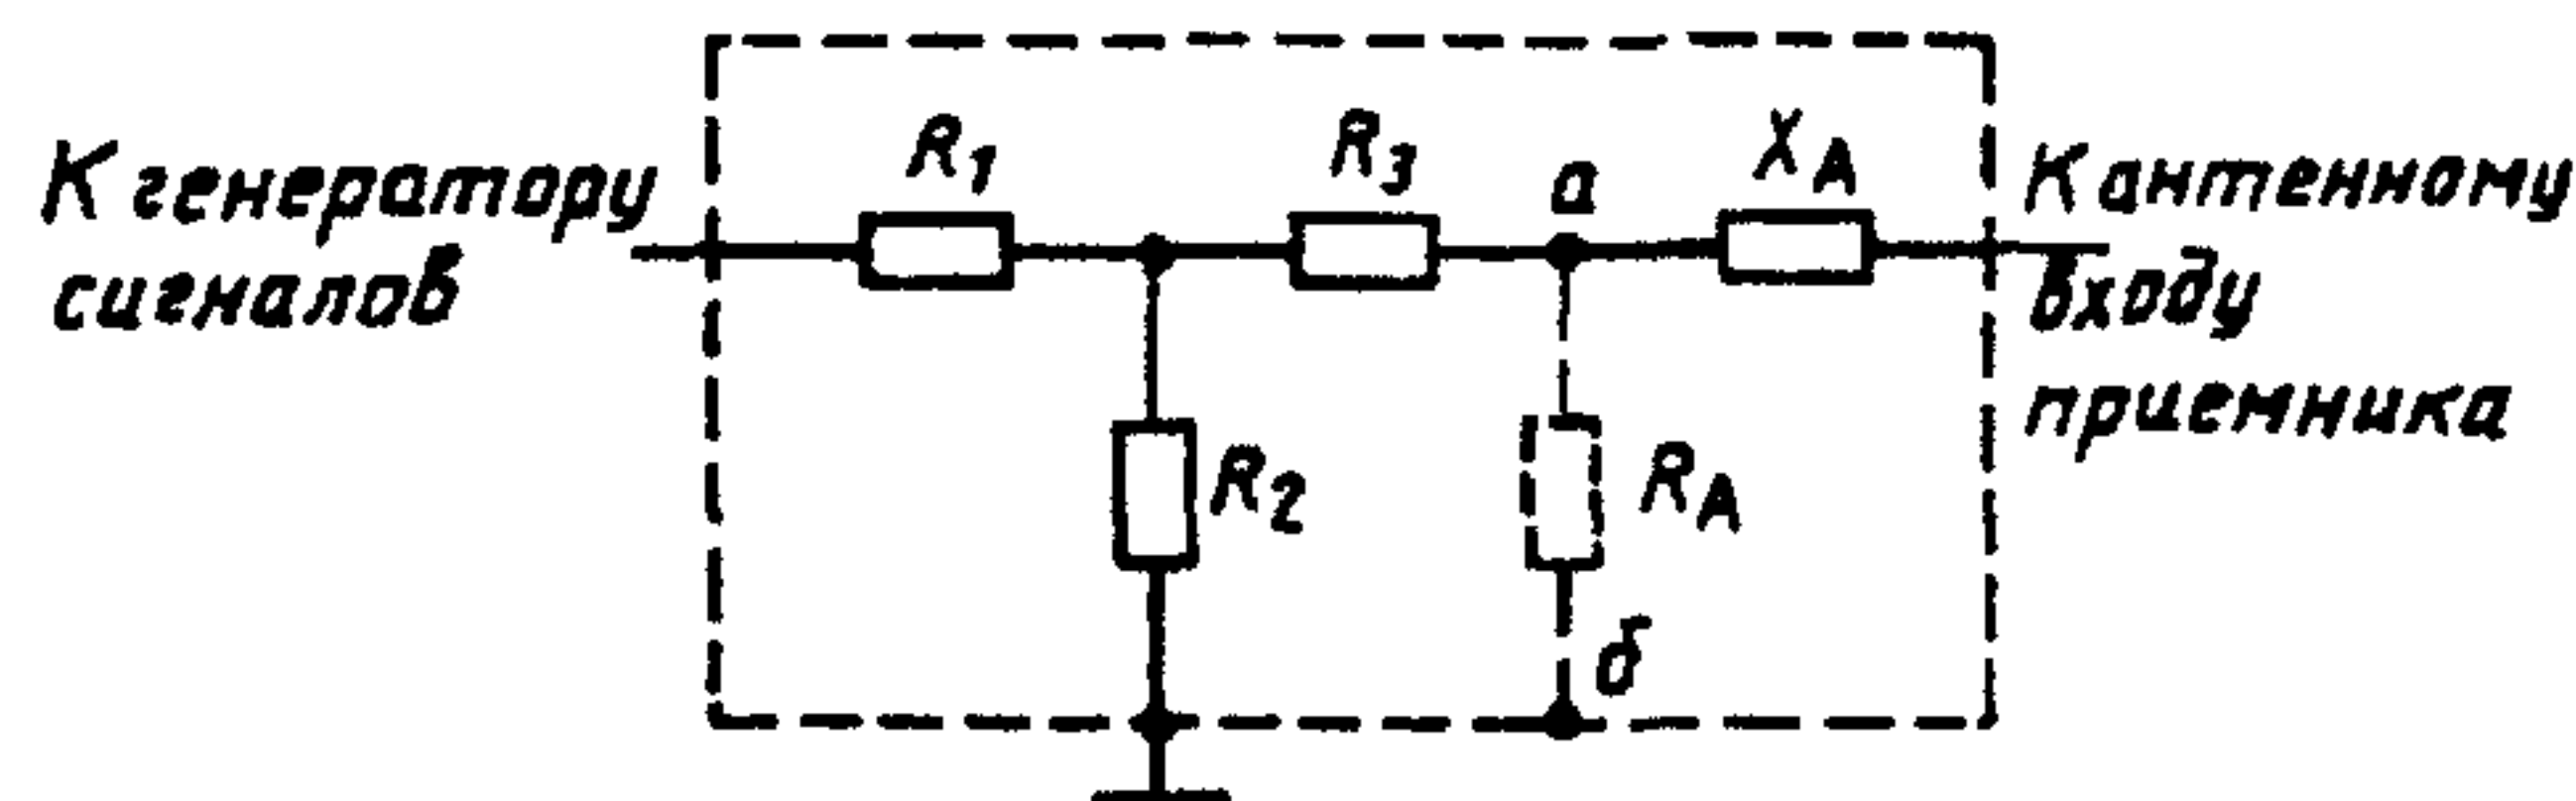 К генератору
сигналов
R1
R3
а
XA
К антенному
входу
приемника
R2
RA
б